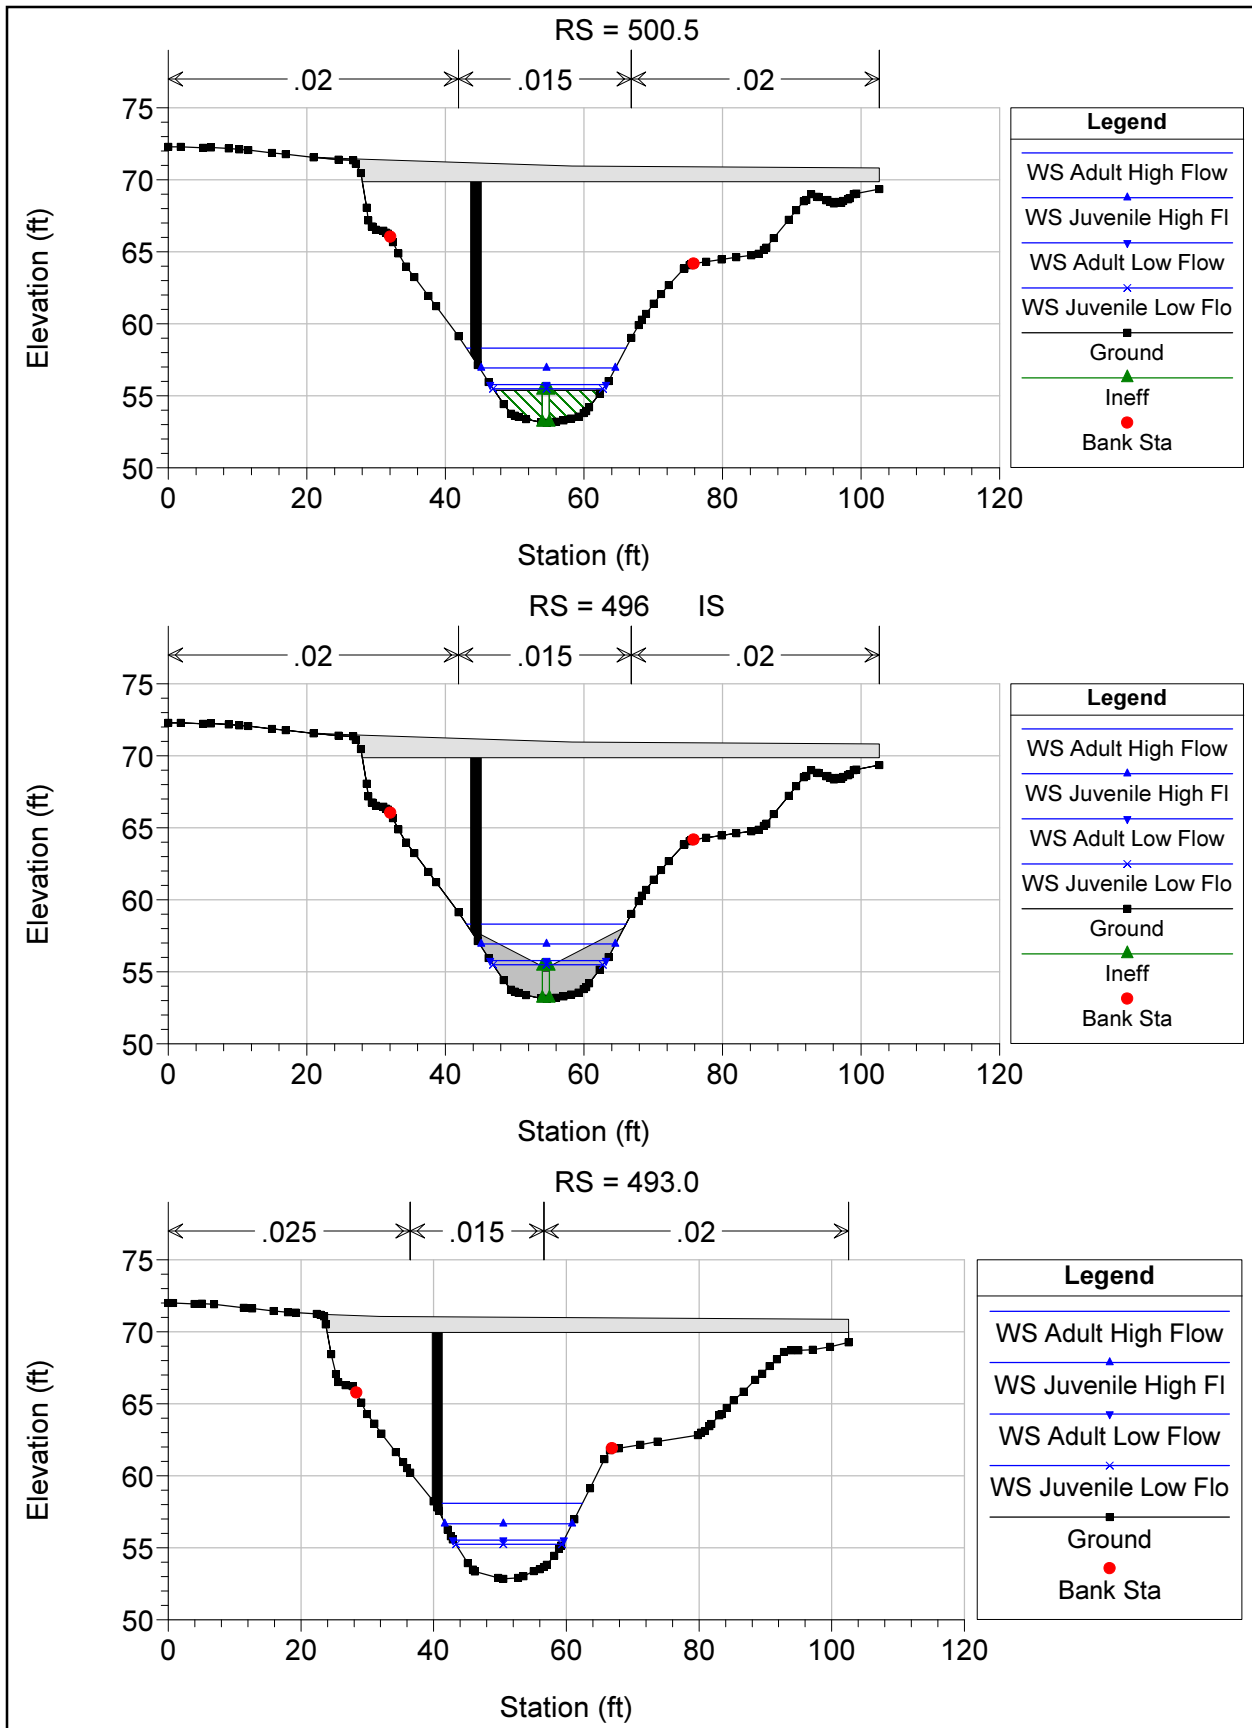 RS = 500.5
.02 .015 .02
Elevation (ft)
75
70
65
60
55
50
0 20 40 60 80 100 120
Station (ft)
Legend
WS Adult High Flow
WS Juvenile High Fl
WS Adult Low Flow
WS Juvenile Low Flo
Ground
Ineff
Bank Sta
RS = 496 IS
.02 .015 .02
Elevation (ft)
75
70
65
60
55
50
0 20 40 60 80 100 120
Station (ft)
Legend
WS Adult High Flow
WS Juvenile High Fl
WS Adult Low Flow
WS Juvenile Low Flo
Ground
Ineff
Bank Sta
RS = 493.0
.025 .015 .02
Elevation (ft)
75
70
65
60
55
50
0 20 40 60 80 100 120
Station (ft)
Legend
WS Adult High Flow
WS Juvenile High Fl
WS Adult Low Flow
WS Juvenile Low Flo
Ground
Bank Sta